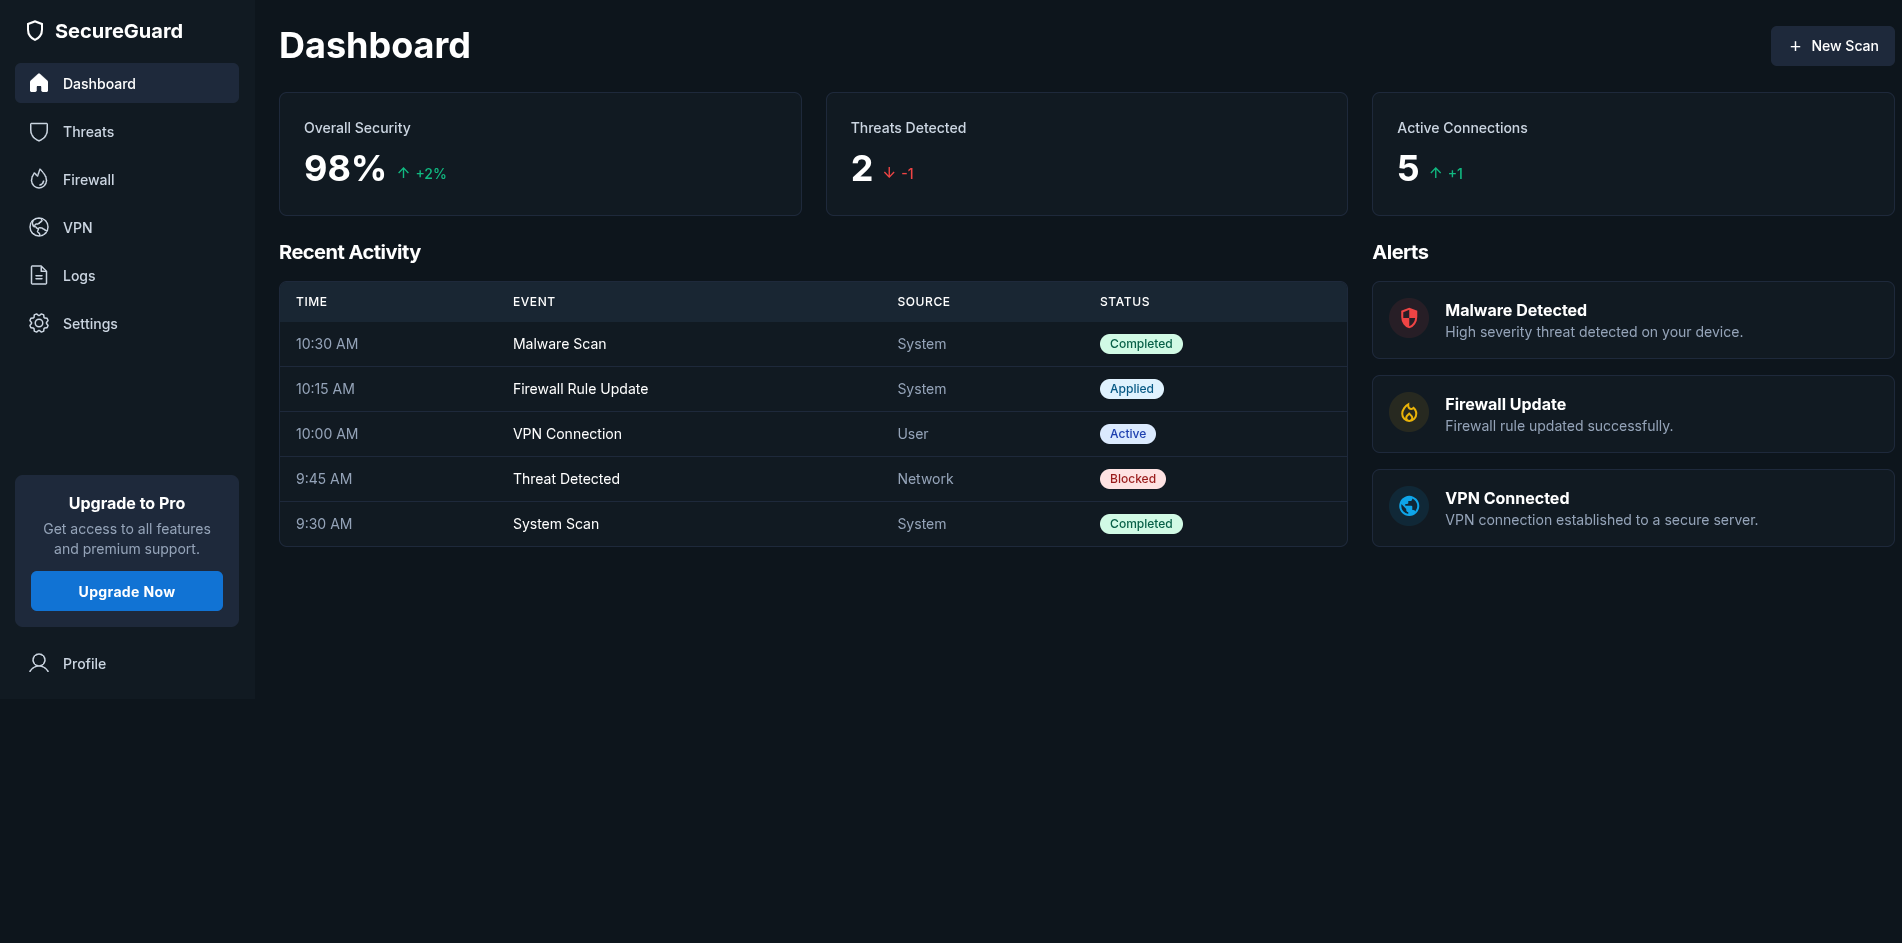 SecureGuard
Dashboard
Threats
Firewall
VPN
Logs
Settings
Upgrade to Pro
Get access to all features
and premium support.
Upgrade Now
Profile
Dashboard
+ New Scan
Overall Security
98% ↑ +2%
Threats Detected
2 ↓ -1
Active Connections
5 ↑ +1
Recent Activity
TIME EVENT SOURCE STATUS
10:30 AM Malware Scan System Completed
10:15 AM Firewall Rule Update System Applied
10:00 AM VPN Connection User Active
9:45 AM Threat Detected Network Blocked
9:30 AM System Scan System Completed
Alerts
Malware Detected
High severity threat detected on your device.
Firewall Update
Firewall rule updated successfully.
VPN Connected
VPN connection established to a secure server.